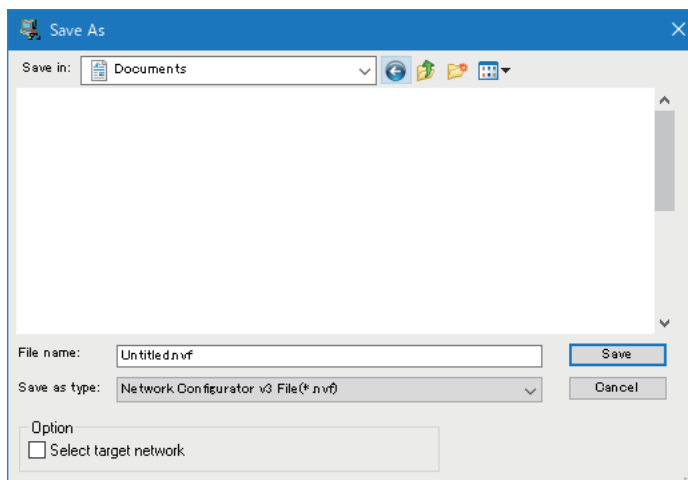 Save As
Save in: Documents
File name: Untitled.nvf
Save
Save as type: Network Configurator v3 File(*.nvf)
Cancel
Option
Select target network